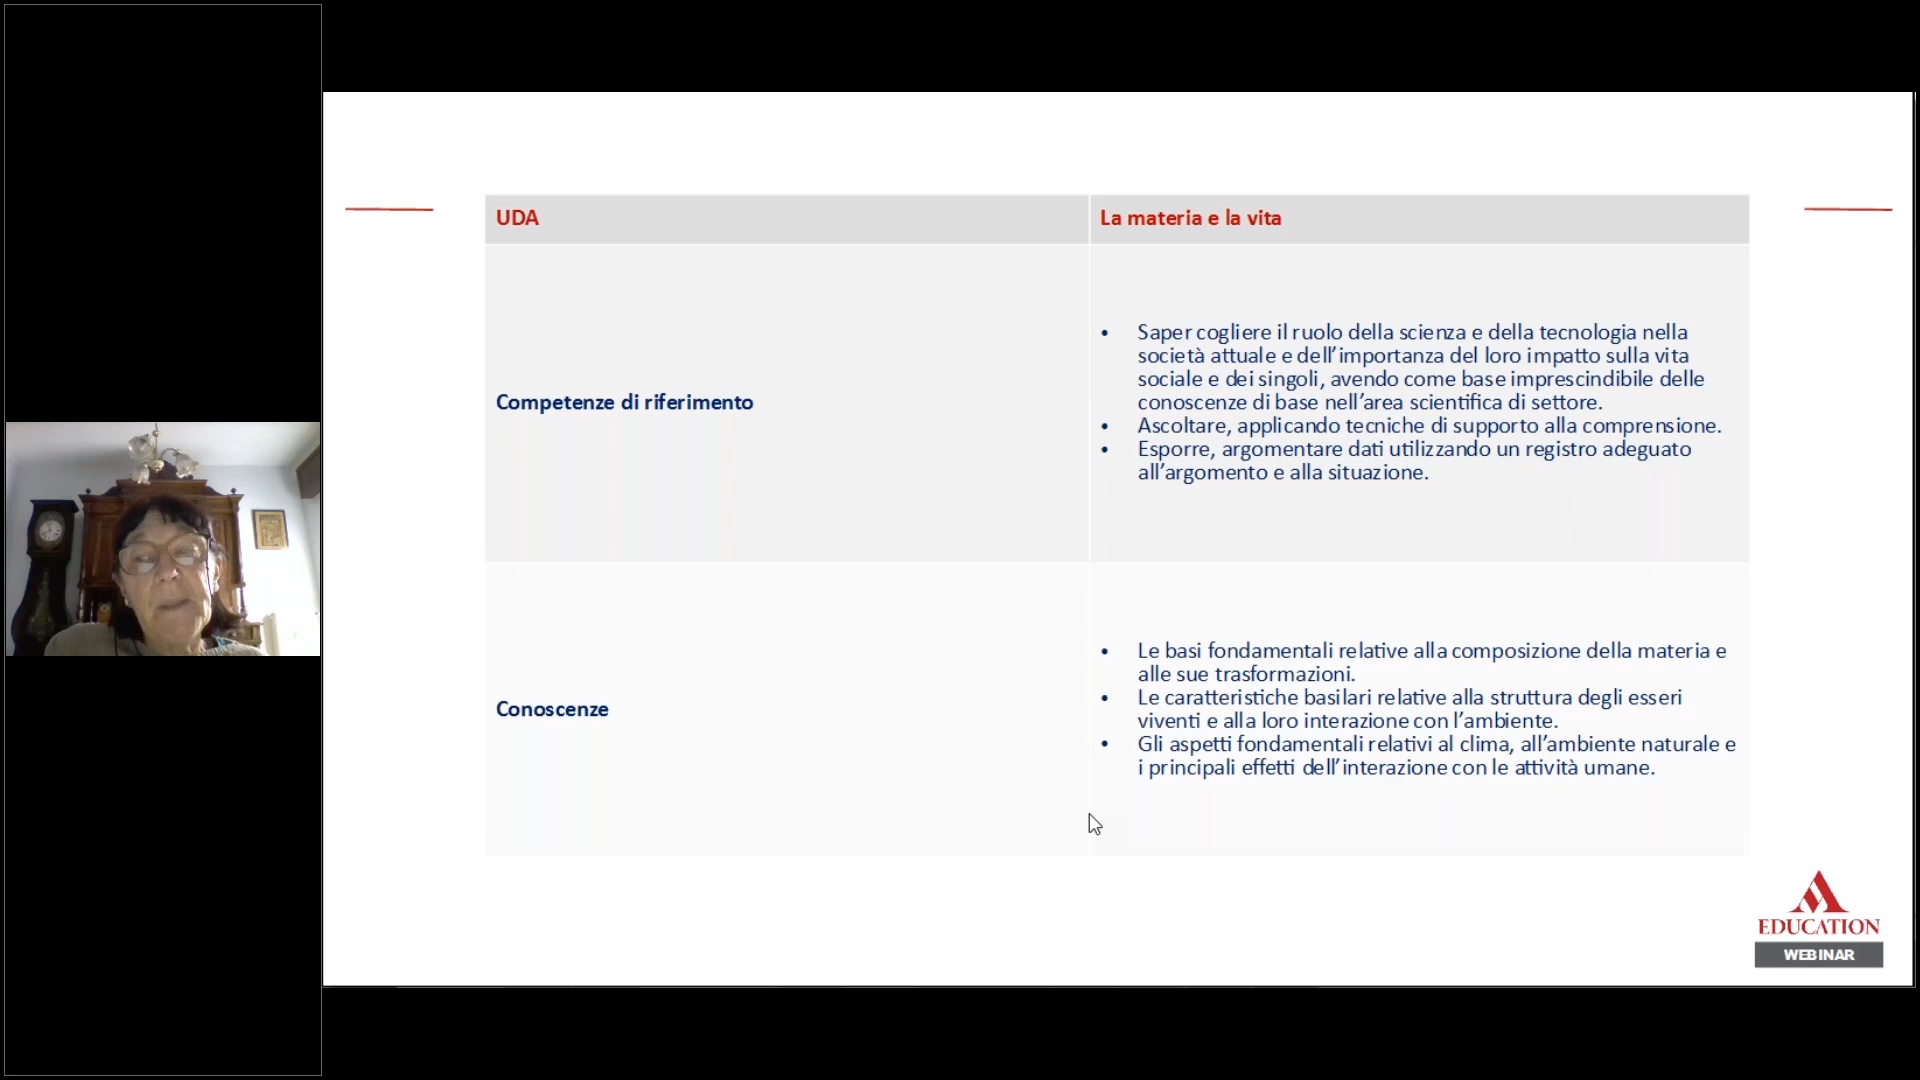 UDA
La materia e la vita
Competenze di riferimento
• Saper cogliere il ruolo della scienza e della tecnologia nella
società attuale e dell’importanza del loro impatto sulla vita
sociale e dei singoli, avendo come base imprescindibile delle
conoscenze di base nell’area scientifica di settore.
• Ascoltare, applicando tecniche di supporto alla comprensione.
• Esporre, argomentare dati utilizzando un registro adeguato
all’argomento e alla situazione.
Conoscenze
• Le basi fondamentali relative alla composizione della materia e
alle sue trasformazioni.
• Le caratteristiche basilari relative alla struttura degli esseri
viventi e alla loro interazione con l’ambiente.
• Gli aspetti fondamentali relativi al clima, all’ambiente naturale e
i principali effetti dell’interazione con le attività umane.
EDUCATION
WEBINAR